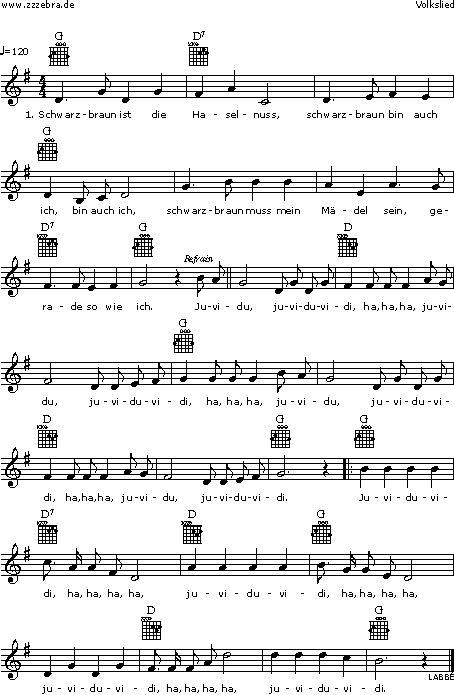 www.zzzebra.de Volkslied
♩=120 G D7
1. Schwarz-braun ist die Ha-sel-nuss, schwarz-braun bin auch
G
ich, bin auch ich, schwarz-braun muss mein Mä-del sein, ge-
D7 G Refrain D
ra-de so wie ich. Ju-vi-du, ju-vi-du-vi-di, ha, ha, ha, ju-vi-
G
du, ju-vi-du-vi-di, ha, ha, ha, ju-vi-du, ju-vi-du-vi-
D G G
di, ha, ha, ha, ju-vi-du, ju-vi-du-vi-di. Ju-vi-du-vi-
D7 D G
di, ha, ha, ha, ha, ju-vi-du-vi-di, ha, ha, ha, ha,
D G
ju-vi-du-vi-di, ha, ha, ha, ha, ju-vi-du-vi-di.
LABBÉ